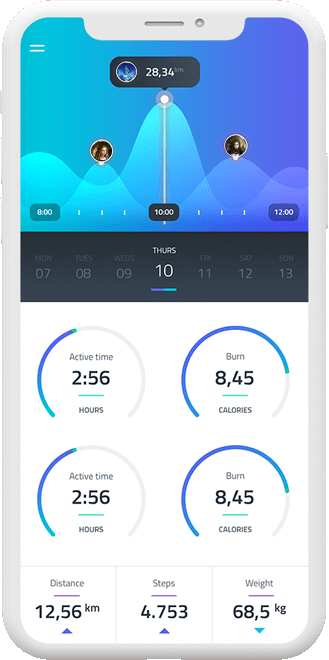 28,34 km
8:00 10:00 12:00
MON TUES WEDS THURS FRI SAT SUN
07 08 09 10 11 12 13
Active time Burn
2:56 8,45
HOURS CALORIES
Active time Burn
2:56 8,45
HOURS CALORIES
Distance Steps Weight
12,56 km 4.753 68,5 kg